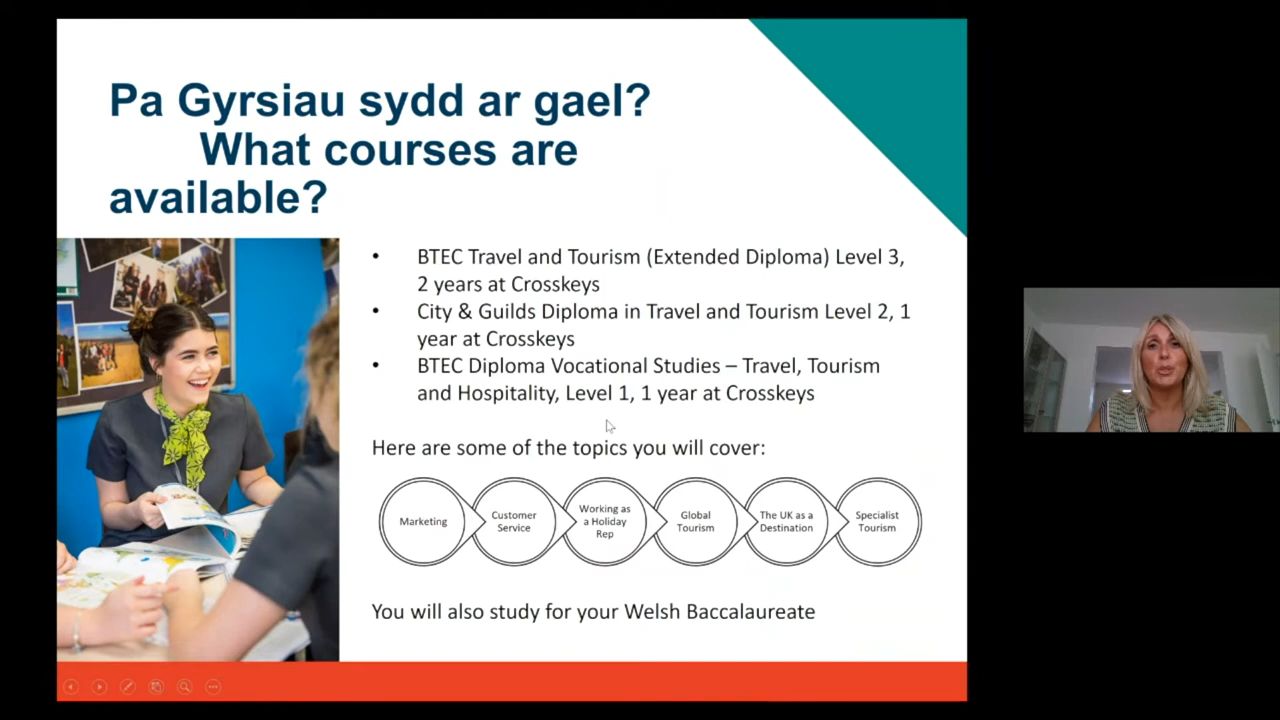 Pa Gyrsiau sydd ar gael?
What courses are
available?
• BTEC Travel and Tourism (Extended Diploma) Level 3,
2 years at Crosskeys
• City & Guilds Diploma in Travel and Tourism Level 2, 1
year at Crosskeys
• BTEC Diploma Vocational Studies – Travel, Tourism
and Hospitality, Level 1, 1 year at Crosskeys
Here are some of the topics you will cover:
Marketing
Customer
Service
Working as
a Holiday
Rep
Global
Tourism
The UK as a
Destination
Specialist
Tourism
You will also study for your Welsh Baccalaureate